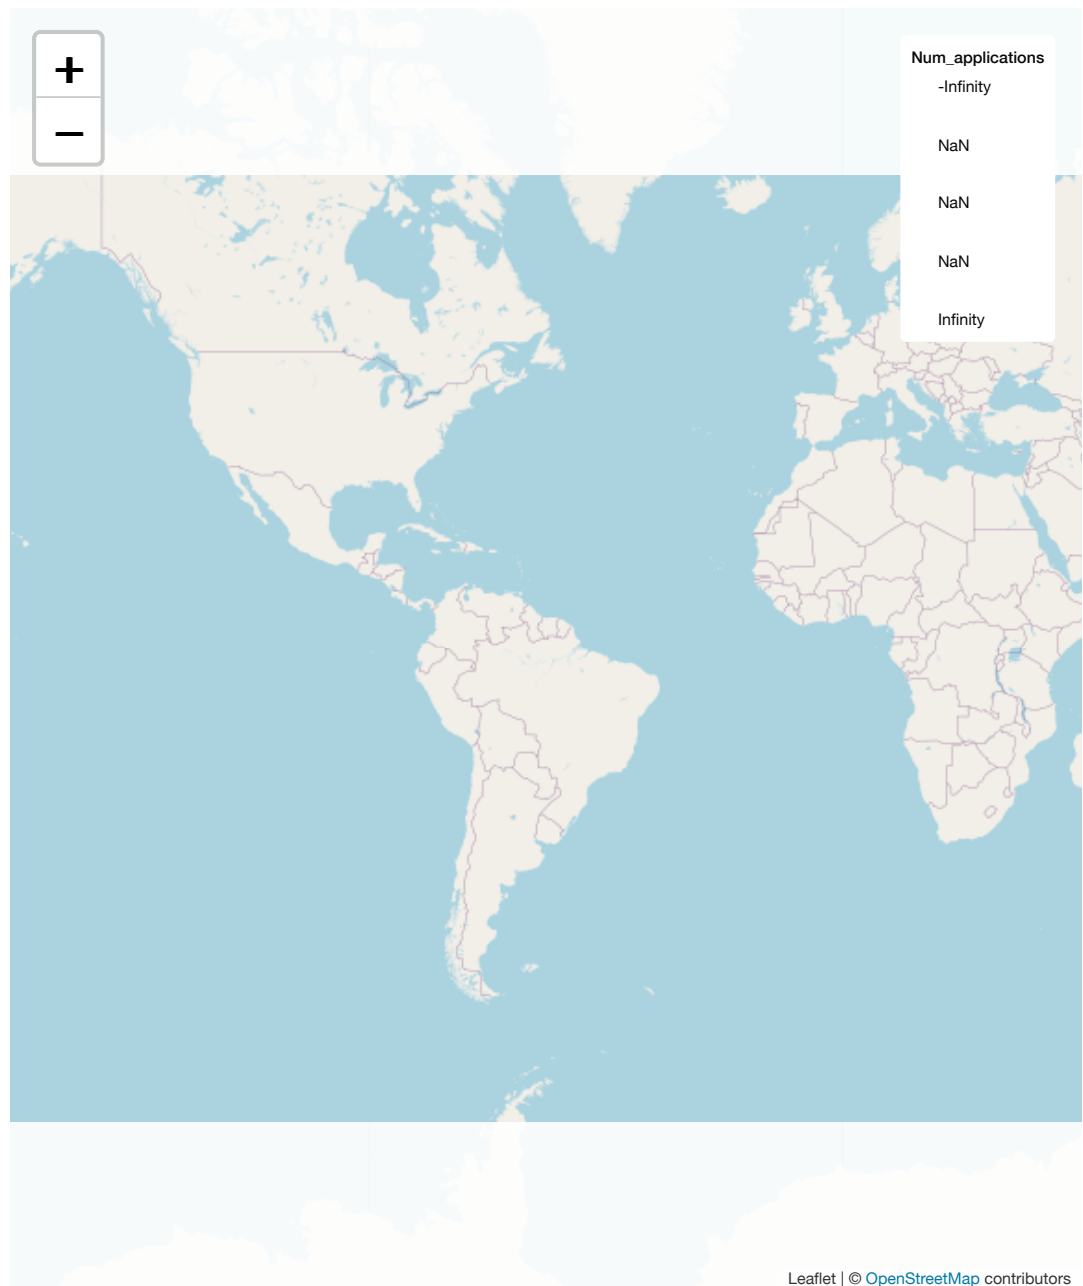 +
−
Num_applications
-Infinity
NaN
NaN
NaN
Infinity
Leaflet | © OpenStreetMap contributors